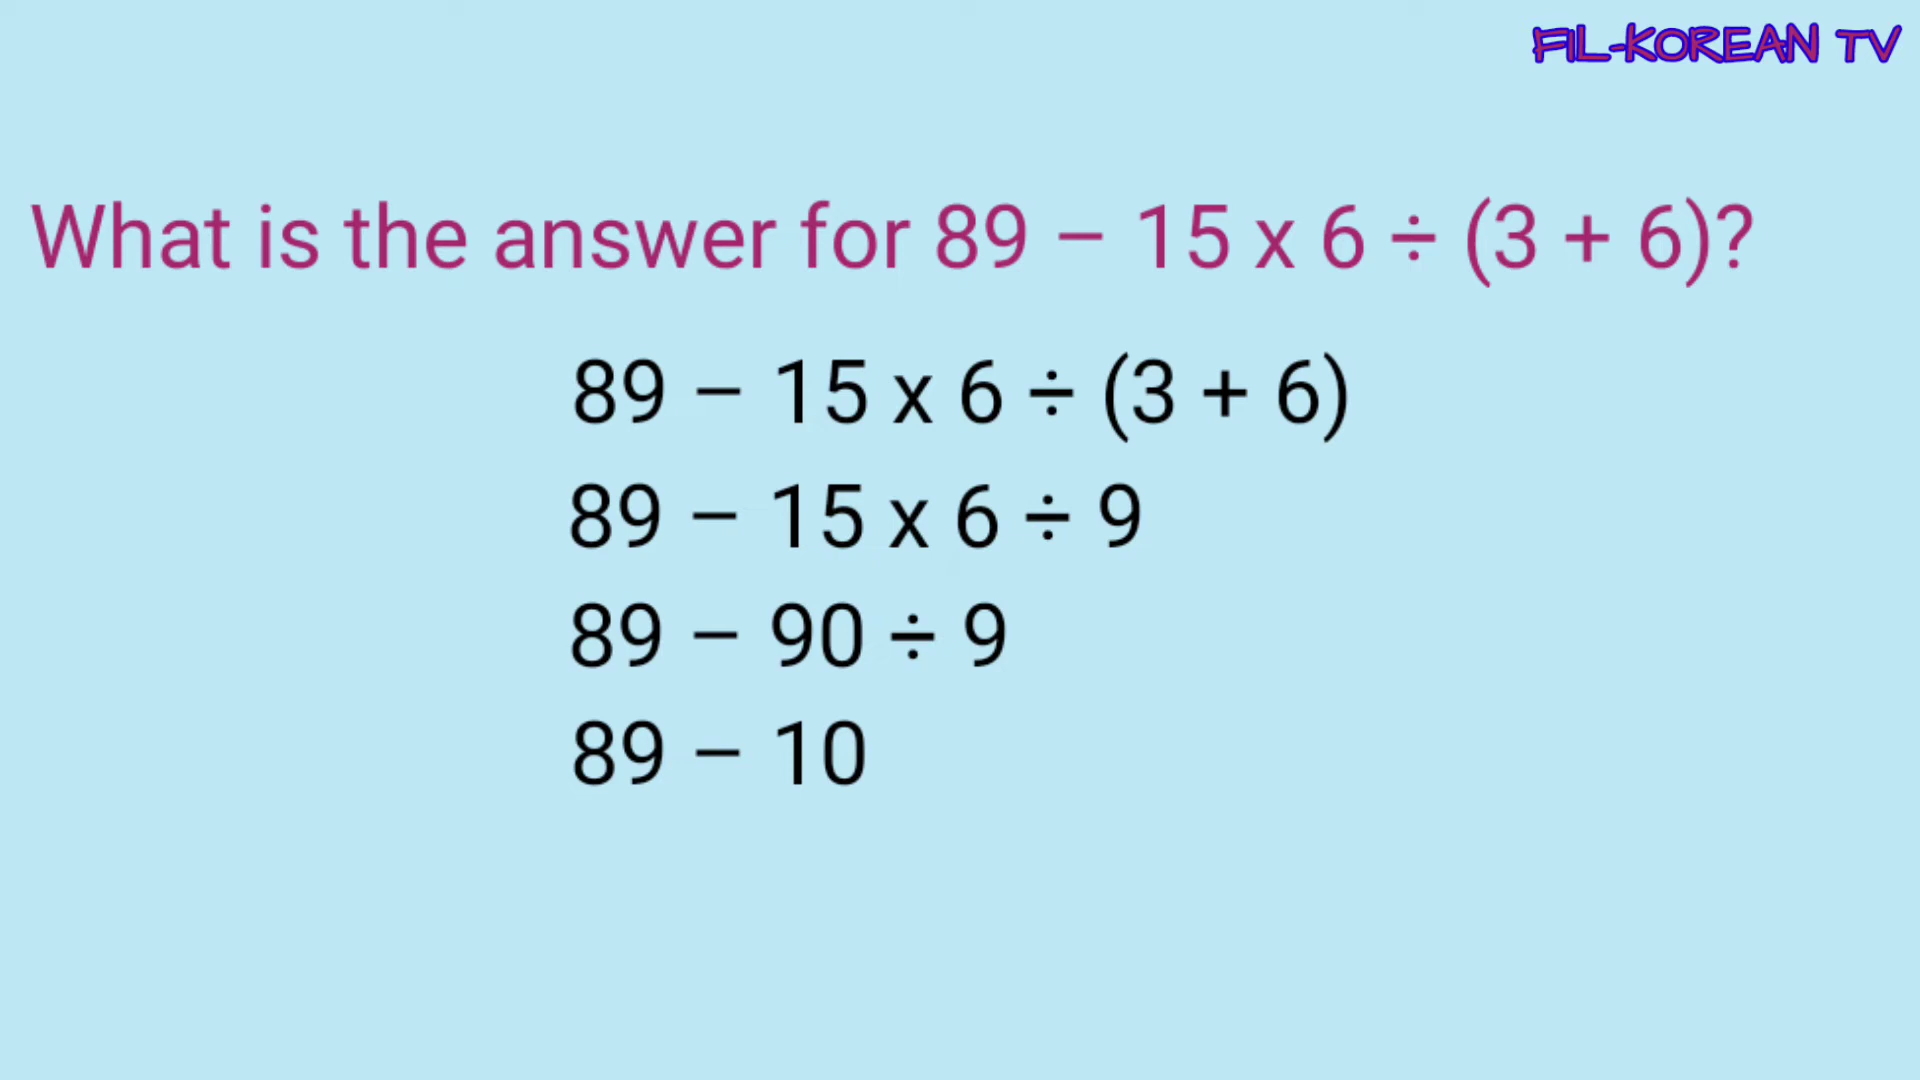 FIL-KOREAN TV
What is the answer for 89 – 15 x 6 ÷ (3 + 6)?
89 – 15 x 6 ÷ (3 + 6)
89 – 15 x 6 ÷ 9
89 – 90 ÷ 9
89 – 10